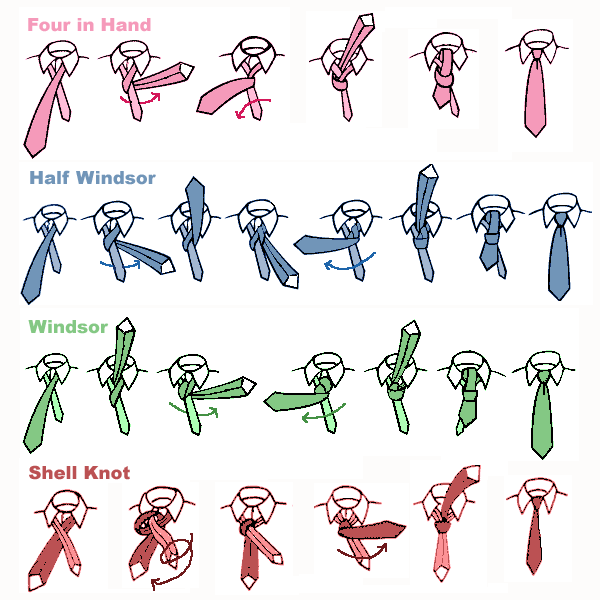 Four in Hand
Half Windsor
Windsor
Shell Knot